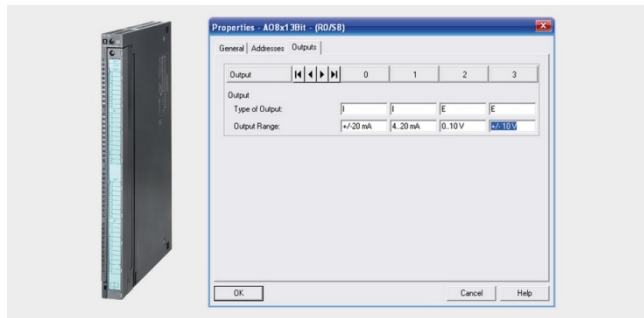 Properties - AO8x13Bit - (R0/S8)
General Addresses Outputs
Output 0 1 2 3
Output
Type of Output: I I E E
Output Range: +/-20 mA 4..20 mA 0..10 V +/- 10 V
OK Cancel Help